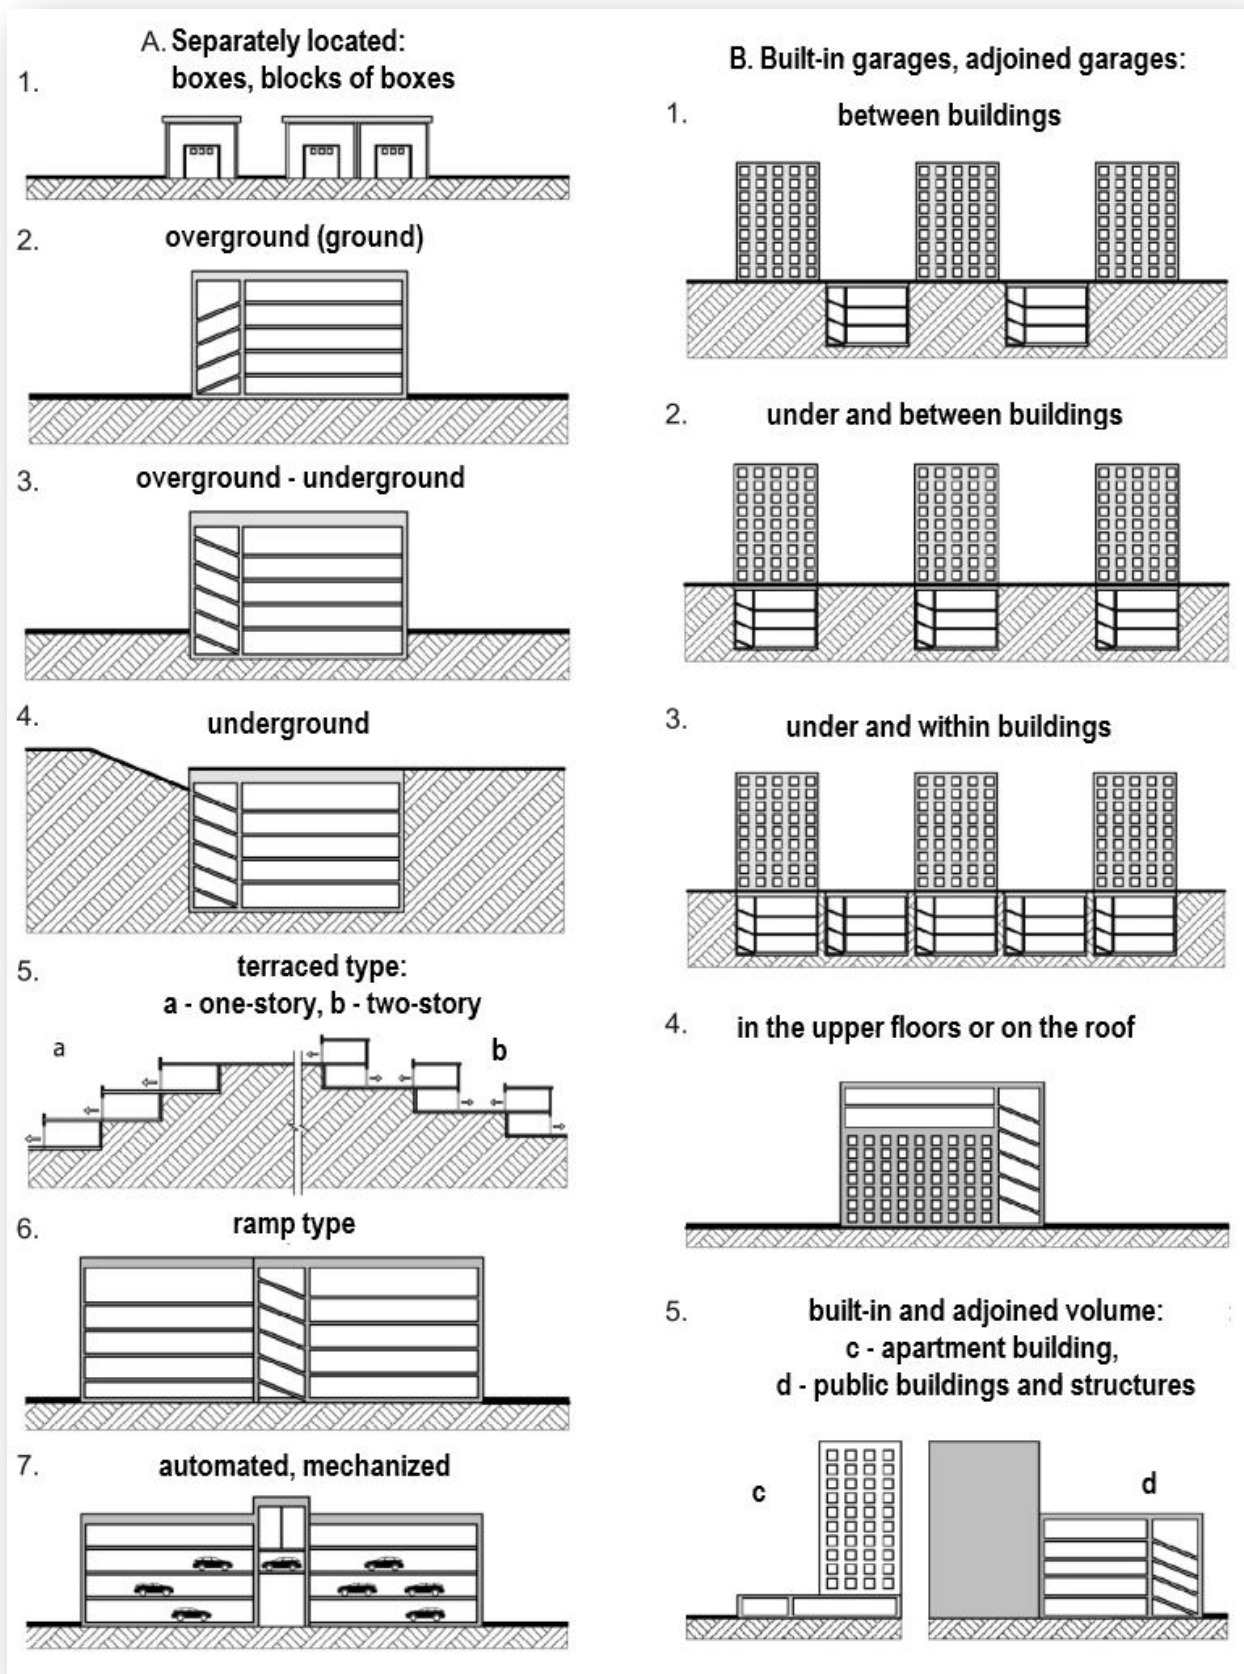 A. Separately located:
1. boxes, blocks of boxes
2. overground (ground)
3. overground - underground
4. underground
5. terraced type:
a - one-story, b - two-story
a b
6. ramp type
7. automated, mechanized
B. Built-in garages, adjoined garages:
1. between buildings
2. under and between buildings
3. under and within buildings
4. in the upper floors or on the roof
5. built-in and adjoined volume:
c - apartment building,
d - public buildings and structures
c d